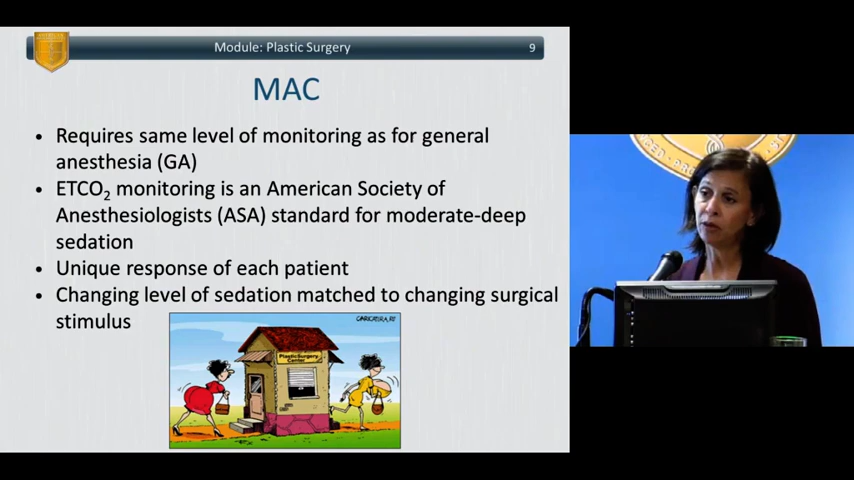 Module: Plastic Surgery 9
MAC
• Requires same level of monitoring as for general
anesthesia (GA)
• ETCO₂ monitoring is an American Society of
Anesthesiologists (ASA) standard for moderate-deep
sedation
• Unique response of each patient
• Changing level of sedation matched to changing surgical
stimulus
Plastic Surgery
Center